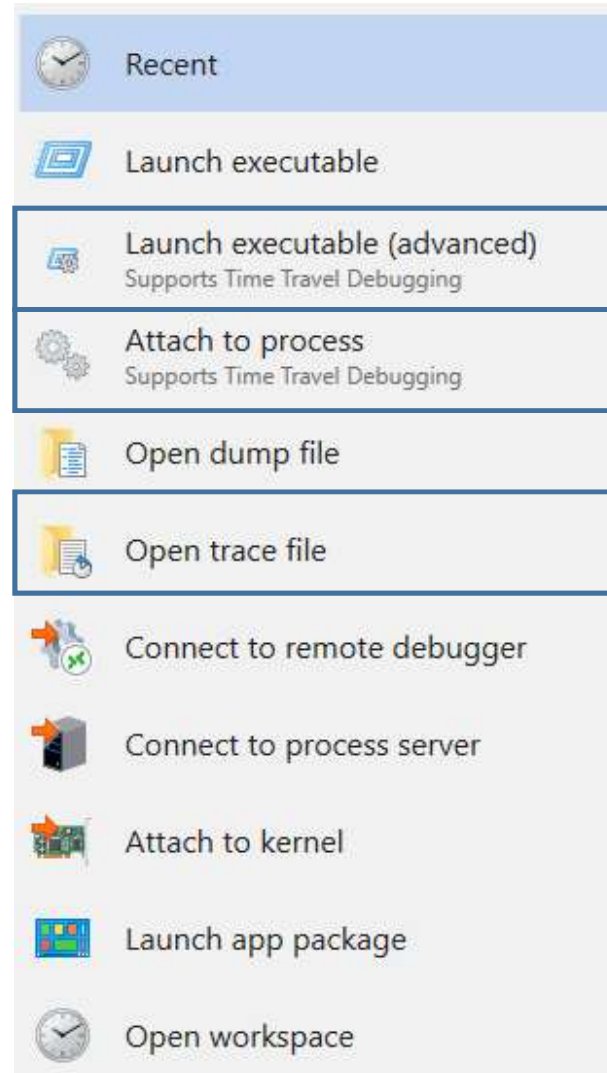 Recent
Launch executable
Launch executable (advanced)
Supports Time Travel Debugging
Attach to process
Supports Time Travel Debugging
Open dump file
Open trace file
Connect to remote debugger
Connect to process server
Attach to kernel
Launch app package
Open workspace